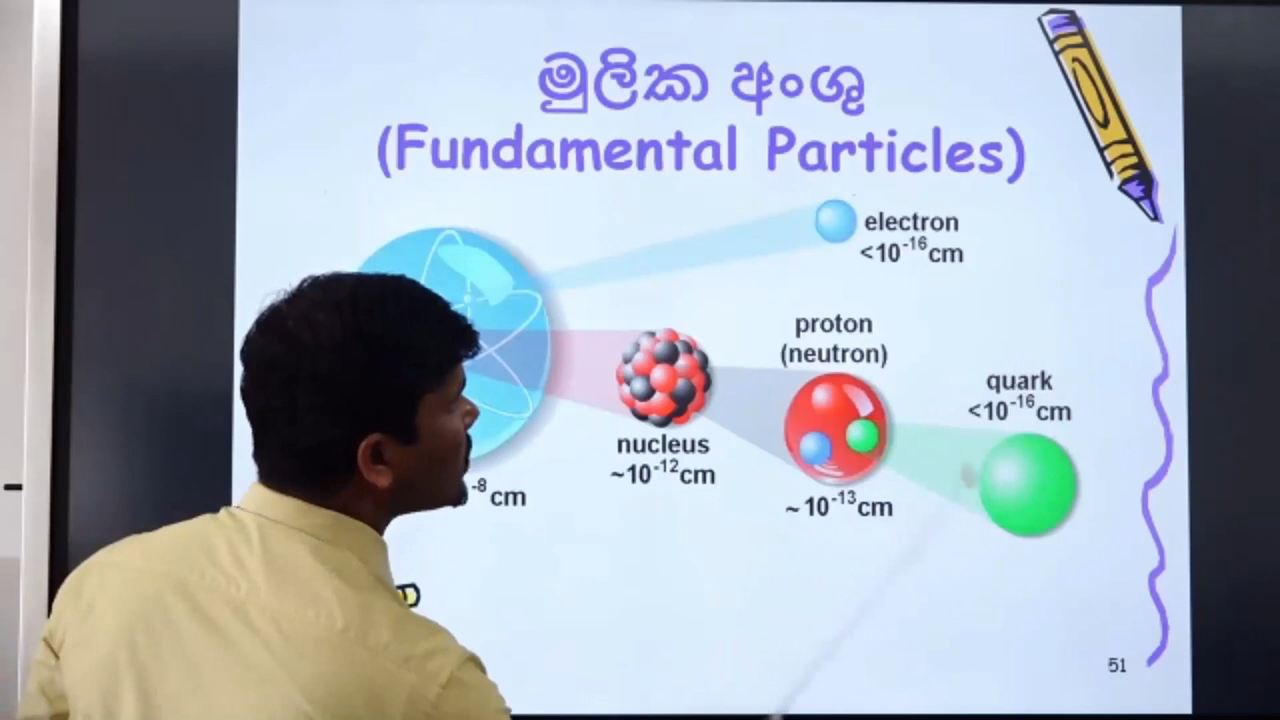 මූලික අංශු
(Fundamental Particles)
electron
<10⁻¹⁶cm
proton
(neutron)
quark
<10⁻¹⁶cm
nucleus
~10⁻¹²cm
⁻⁸cm
~10⁻¹³cm
51